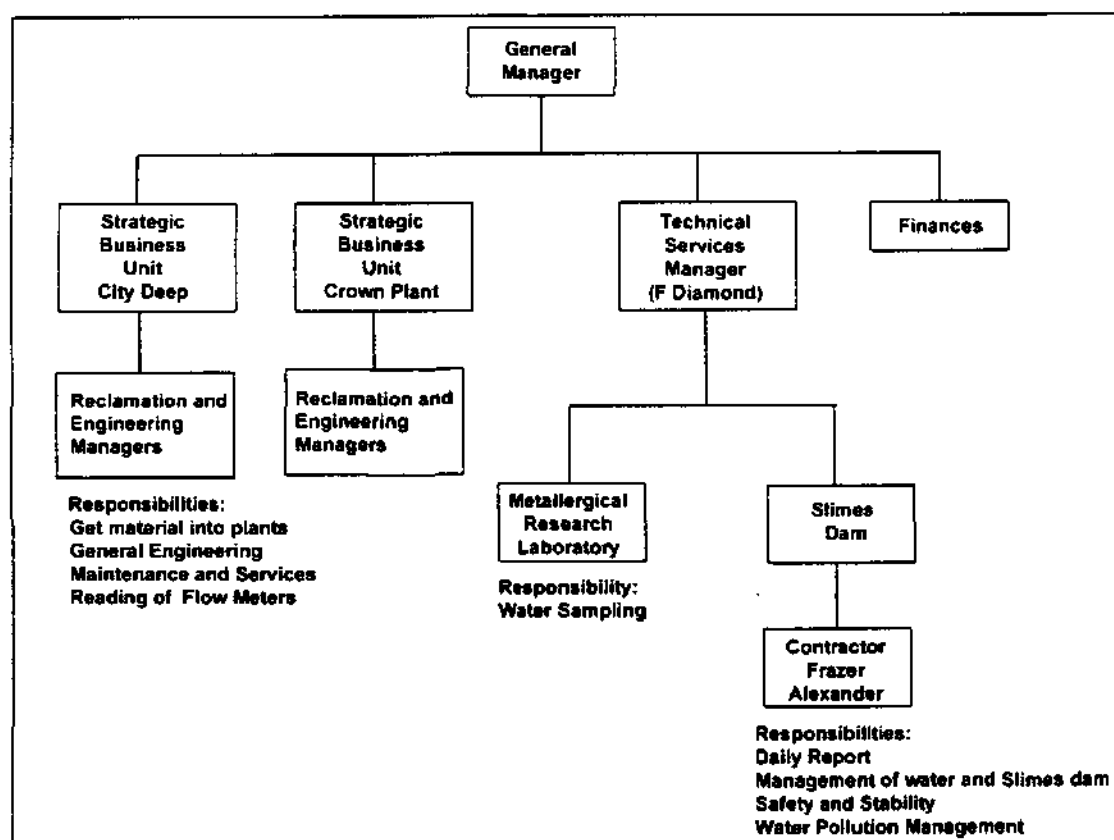 General
Manager
Strategic
Business
Unit
City Deep
Strategic
Business
Unit
Crown Plant
Technical
Services
Manager
(F Diamond)
Finances
Reclamation and
Engineering
Managers
Reclamation and
Engineering
Managers
Responsibilities:
Get material into plants
General Engineering
Maintenance and Services
Reading of Flow Meters
Metallergical
Research
Laboratory
Responsibility:
Water Sampling
Slimes
Dam
Contractor
Frazer
Alexander
Responsibilities:
Daily Report
Management of water and Slimes dam
Safety and Stability
Water Pollution Management